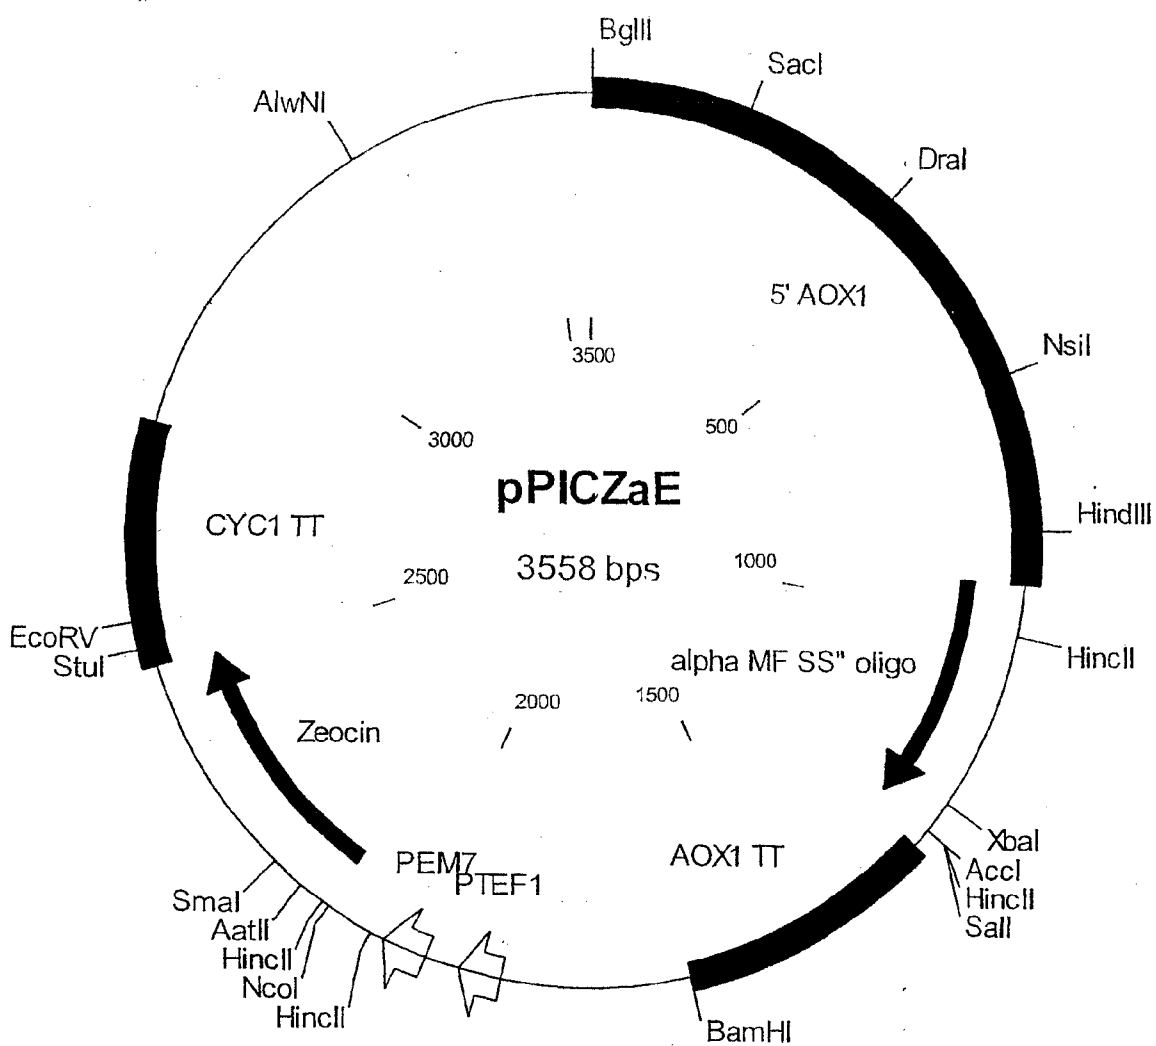 BglII
SacI
AlwNI
DraI
5' AOX1
NsiI
3500
500
3000
pPICZaE
HindIII
CYC1 TT
3558 bps
1000
2500
EcoRV
StuI
alpha MF SS" oligo
HincII
1500
2000
Zeocin
XbaI
AOX1 TT
PEM7
PTEF1
AccI
HincII
SalI
SmaI
AatII
HincII
NcoI
HincII
BamHI